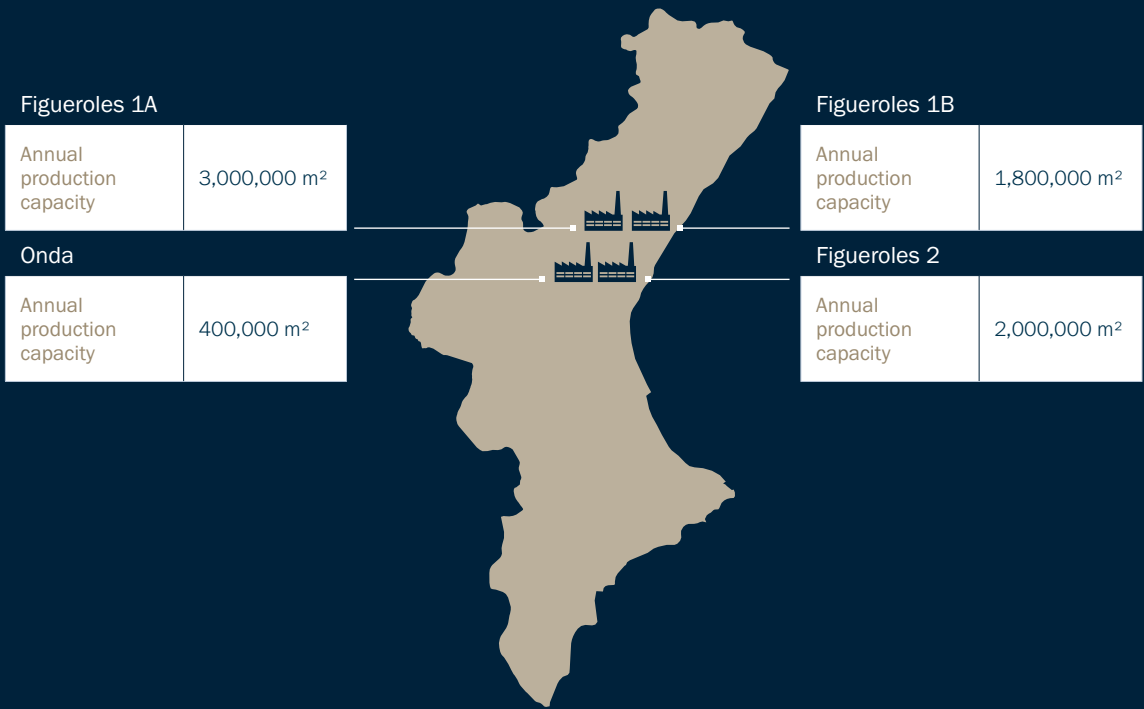 Figueroles 1A
Annual
production
capacity
3,000,000 m²
Onda
Annual
production
capacity
400,000 m²
Figueroles 1B
Annual
production
capacity
1,800,000 m²
Figueroles 2
Annual
production
capacity
2,000,000 m²